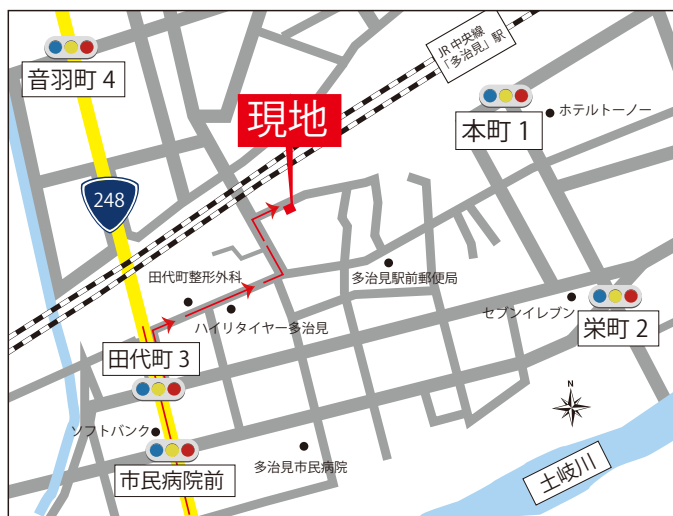 JR 中央線
「多治見」駅
音羽町 4
現地
本町 1
ホテルトーノー
248
田代町整形外科
多治見駅前郵便局
セブンイレブン
ハイリタイヤー多治見
栄町 2
田代町 3
N
ソフトバンク
市民病院前
多治見市民病院
土岐川